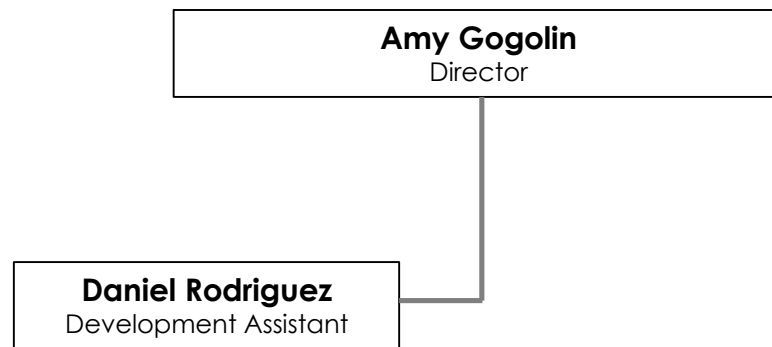 Amy Gogolin
Director
Daniel Rodriguez
Development Assistant